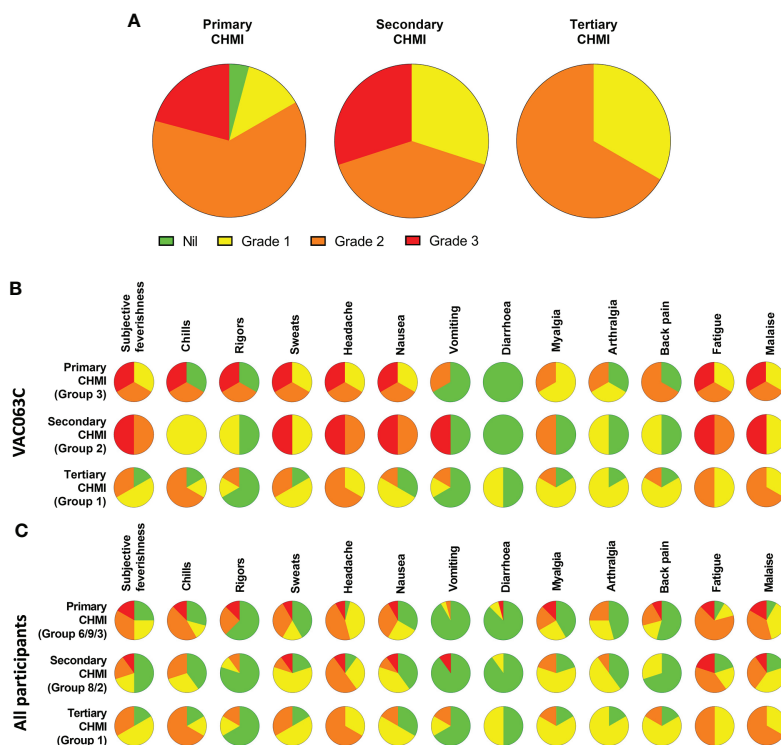 A
Primary
CHMI
Secondary
CHMI
Tertiary
CHMI
Nil
Grade 1
Grade 2
Grade 3
B
Subjective
feverishness
Chills
Rigors
Sweats
Headache
Nausea
Vomiting
Diarrhoea
Myalgia
Arthralgia
Back pain
Fatigue
Malaise
VAC063C
Primary
CHMI
(Group 3)
Secondary
CHMI
(Group 2)
Tertiary
CHMI
(Group 1)
C
Subjective
feverishness
Chills
Rigors
Sweats
Headache
Nausea
Vomiting
Diarrhoea
Myalgia
Arthralgia
Back pain
Fatigue
Malaise
All participants
Primary
CHMI
(Group 6/9/3)
Secondary
CHMI
(Group 8/2)
Tertiary
CHMI
(Group 1)